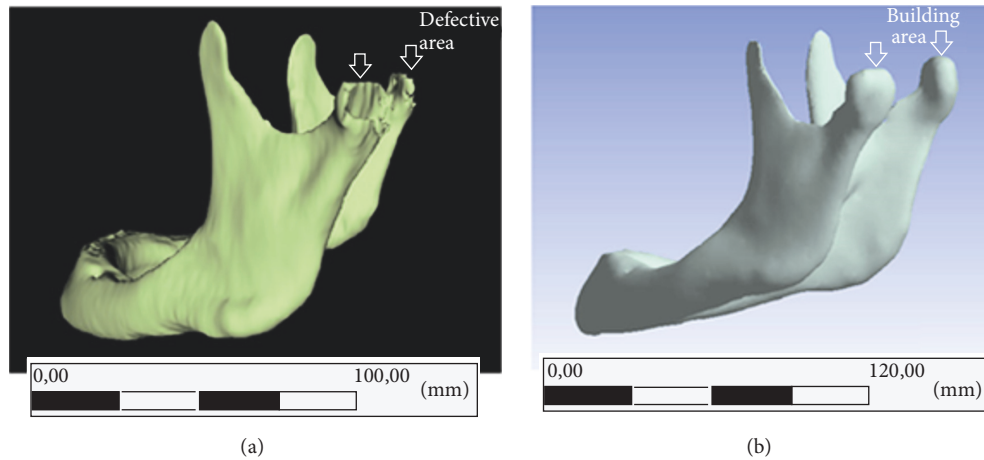 Defective
area
0,00
100,00
(mm)
(a)
Building
area
0,00
120,00
(mm)
(b)